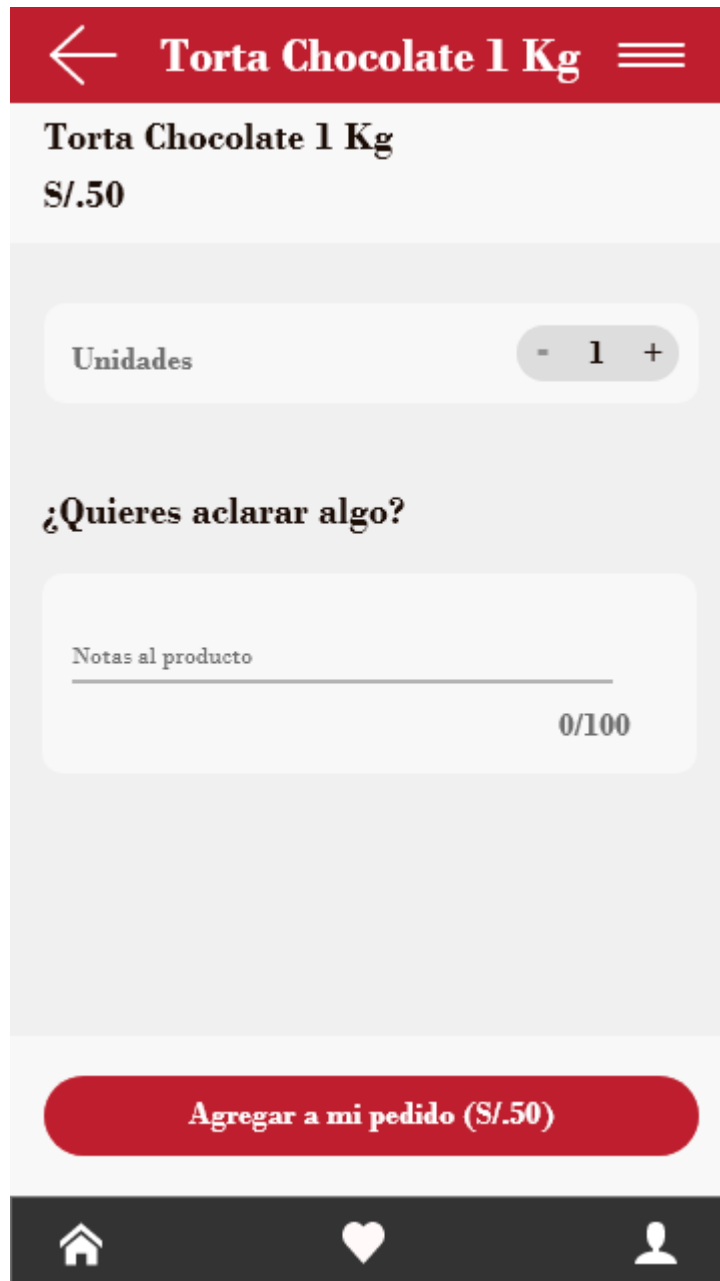 Torta Chocolate 1 Kg
Torta Chocolate 1 Kg
S/.50
Unidades
- 1 +
¿Quieres aclarar algo?
Notas al producto
0/100
Agregar a mi pedido (S/.50)